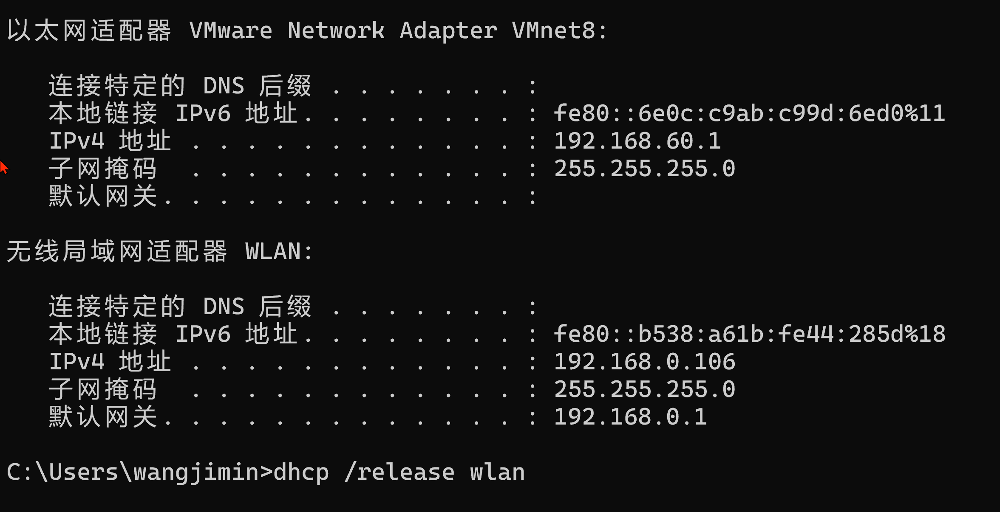 以太网适配器 VMware Network Adapter VMnet8:
连接特定的 DNS 后缀 . . . . . . . :
本地链接 IPv6 地址. . . . . . . . : fe80::6e0c:c9ab:c99d:6ed0%11
IPv4 地址 . . . . . . . . . . . . : 192.168.60.1
子网掩码  . . . . . . . . . . . . : 255.255.255.0
默认网关. . . . . . . . . . . . . :
无线局域网适配器 WLAN:
连接特定的 DNS 后缀 . . . . . . . :
本地链接 IPv6 地址. . . . . . . . : fe80::b538:a61b:fe44:285d%18
IPv4 地址 . . . . . . . . . . . . : 192.168.0.106
子网掩码  . . . . . . . . . . . . : 255.255.255.0
默认网关. . . . . . . . . . . . . : 192.168.0.1
C:\Users\wangjimin>dhcp /release wlan